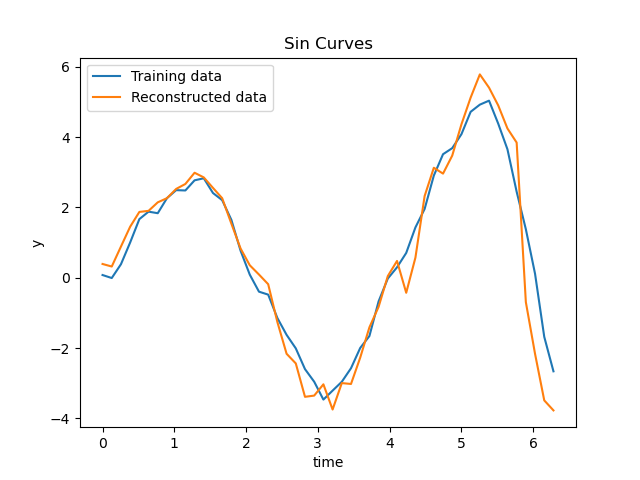 Sin Curves
Training data
Reconstructed data
6
4
2
0
−2
−4
y
0 1 2 3 4 5 6
time